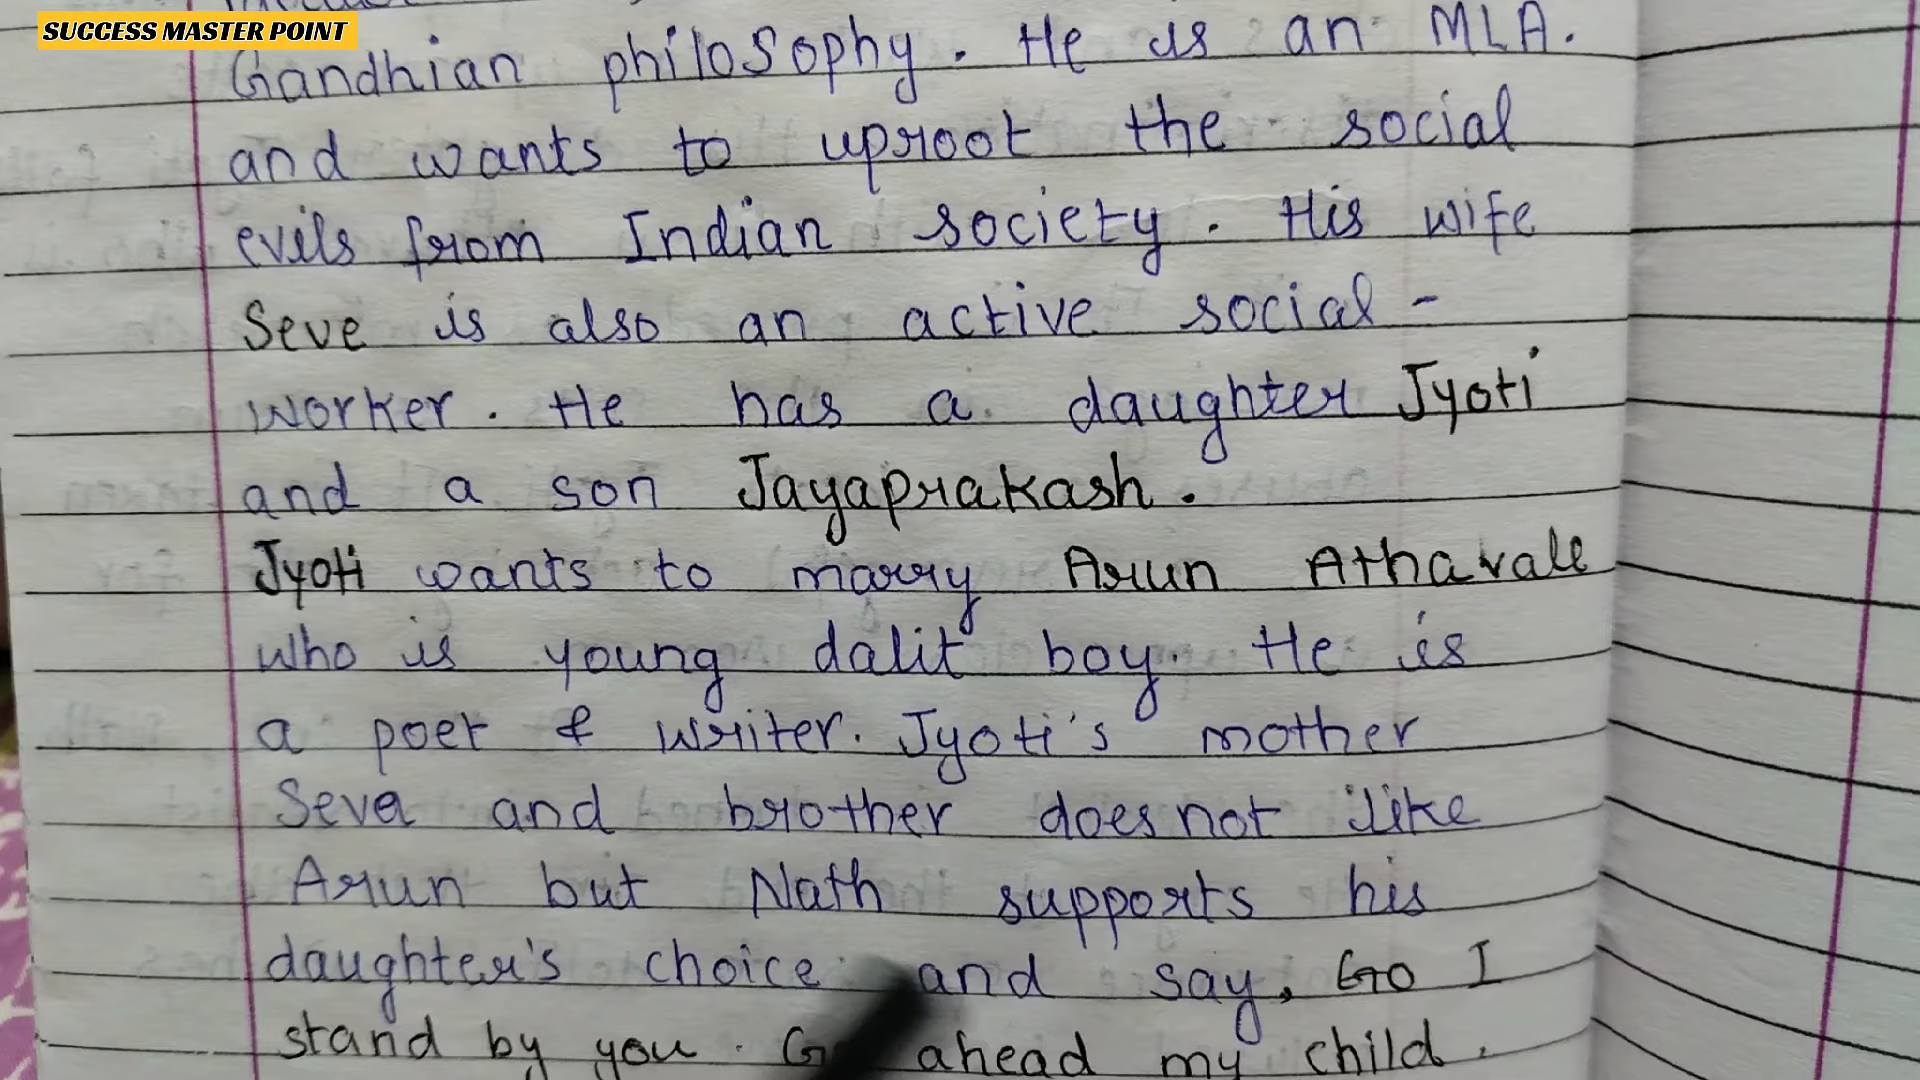 SUCCESS MASTER POINT
Gandhian philosophy. He is an MLA.
and wants to uproot the social
evils from Indian society. His wife
Seve is also an active social-
worker. He has a daughter Jyoti
and a son Jayaprakash.
Jyoti wants to marry Arun Athavale
who is young dalit boy. He is
a poet & writer. Jyoti's mother
Seva and brother does not like
Arun but Nath supports his
daughter's choice and say, Go I
stand by you. Go ahead my child.